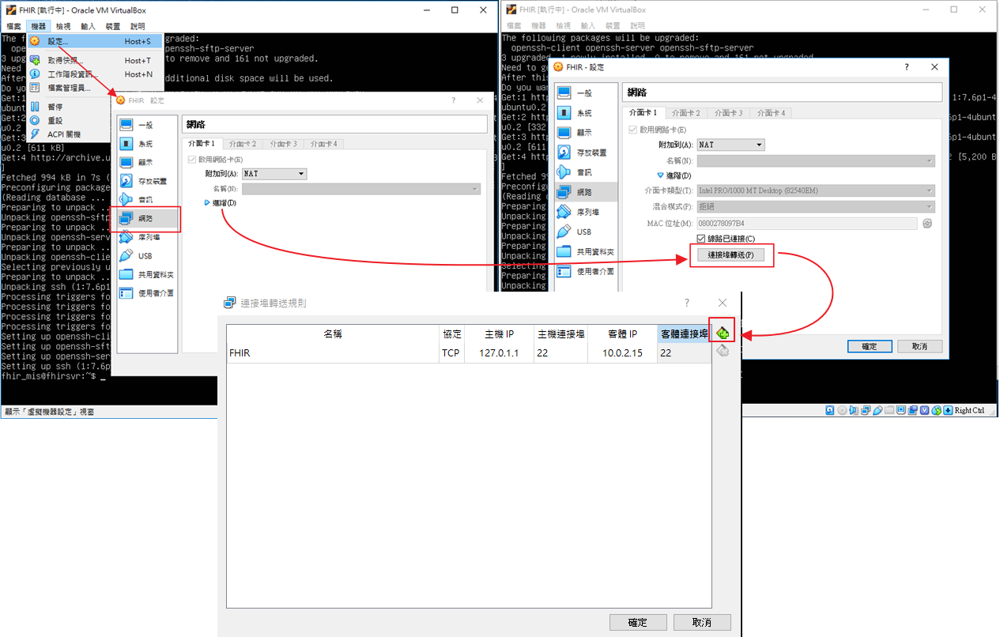 FHIR [執行中] - Oracle VM VirtualBox
檔案 機器 檢視 輸入 裝置 說明
The f
graded:
設定... Host+S
open
penssh-sftp-server
3 upg
to remove and 161 not upgraded.
取得快照... Host+T
Need
工作階段資訊... Host+N
After
dditional disk space will be used.
檔案管理員...
Do yo
Get:1
暫停
ubunt
Get:2
重設
u0.2
Get:3
ACPI 關機
u0.2 [611 kB]
Get:4 http://archive.u
]
Fetched 994 kB in 7s (
Preconfiguring package
(Reading database ...
Preparing to unpack ..
Unpacking openssh-sftp
Preparing to unpack ..
Unpacking openssh-serv
Preparing to unpack ..
Unpacking openssh-clie
Selecting previously u
Preparing to unpack ..
Unpacking ssh (1:7.6p1
Processing triggers fo
Processing triggers fo
Processing triggers fo
Processing triggers fo
Setting up openssh-cli
Setting up openssh-sft
Setting up openssh-ser
Setting up ssh (1:7.6p
fhir_mis@fhirsvr:~$ _
顯示「虛擬機器設定」視窗
FHIR 設定
一般
系統
顯示
存放裝置
音訊
網路
序列埠
USB
共用資料夾
使用者介面
網路
介面卡 1 介面卡 2 介面卡 3 介面卡 4
啟用網路卡(E)
附加到(A): NAT
名稱(N):
進階(D)
FHIR [執行中] - Oracle VM VirtualBox
檔案 機器 檢視 輸入 裝置 說明
The following packages will be upgraded:
openssh-client openssh-server openssh-sftp-server
3 upgraded, 1 newly installed, 0 to remove and 161 not upgraded.
Need to ge
After this
Do you wan
Get:1 http
1:7.6p1-4
ubuntu0.2
Get:2 http
p1-4ubunt
u0.2 [332
Get:3 http
p1-4ubunt
u0.2 [611
Get:4 http
2 [5,200 B
]
Fetched 99
Preconfigu
(Reading d
Preparing
Unpacking
Preparing
Unpacking
Preparing
Unpacking
Selecting
Preparing
Unpacking
FHIR - 設定
一般
系統
顯示
存放裝置
音訊
網路
序列埠
USB
共用資料夾
使用者介面
網路
介面卡 1 介面卡 2 介面卡 3 介面卡 4
啟用網路卡(E)
附加到(A): NAT
名稱(N):
進階(D)
介面卡類型(T): Intel PRO/1000 MT Desktop (82540EM)
混合模式(P): 拒絕
MAC 位址(M): 0800278097B4
線路已連接(C)
連接埠轉送(P)
確定 取消
Right Ctrl
連接埠轉送規則
名稱 協定 主機 IP 主機連接埠 客體 IP 客體連接埠
FHIR TCP 127.0.1.1 22 10.0.2.15 22
確定 取消